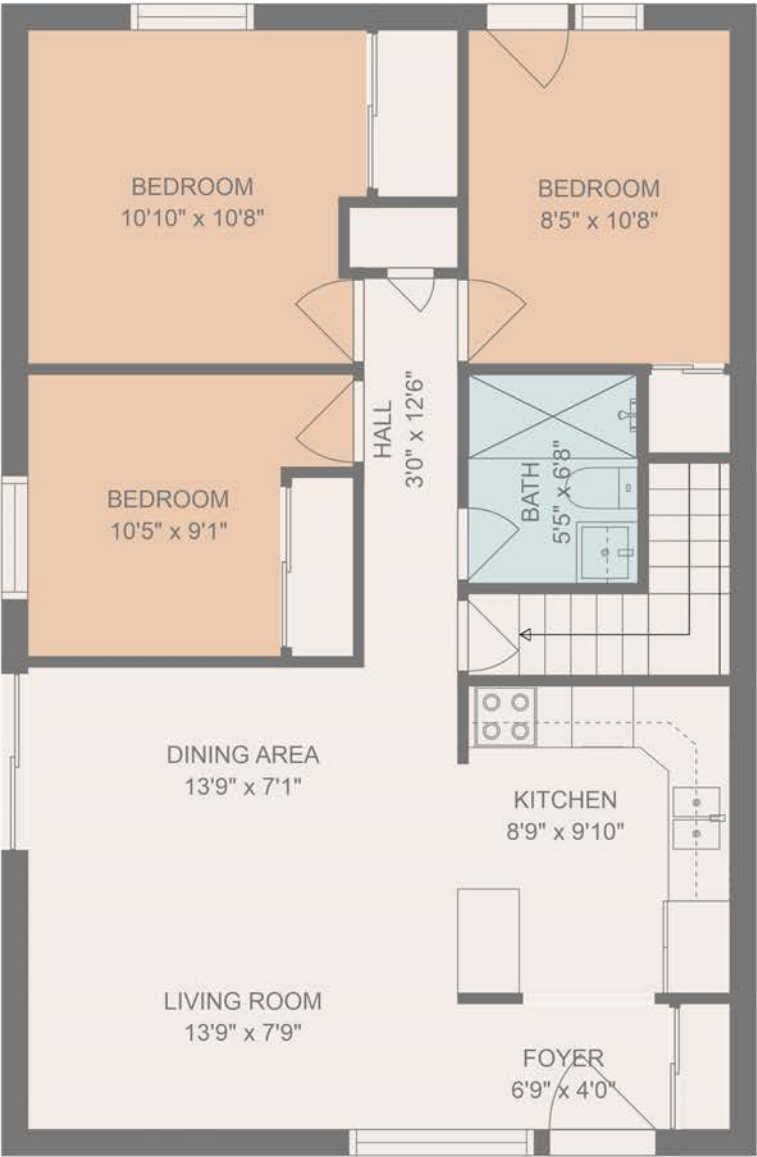 BEDROOM
10'10" x 10'8"
BEDROOM
8'5" x 10'8"
HALL
3'0" x 12'6"
BATH
5'5" x 6'8"
BEDROOM
10'5" x 9'1"
DINING AREA
13'9" x 7'1"
KITCHEN
8'9" x 9'10"
LIVING ROOM
13'9" x 7'9"
FOYER
6'9" x 4'0"